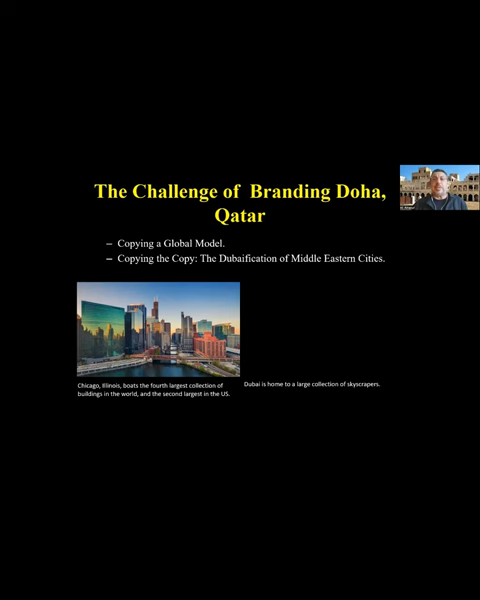 The Challenge of Branding Doha,
Qatar
– Copying a Global Model.
– Copying the Copy: The Dubaification of Middle Eastern Cities.
Chicago, Illinois, boats the fourth largest collection of
buildings in the world, and the second largest in the US.
Dubai is home to a large collection of skyscrapers.